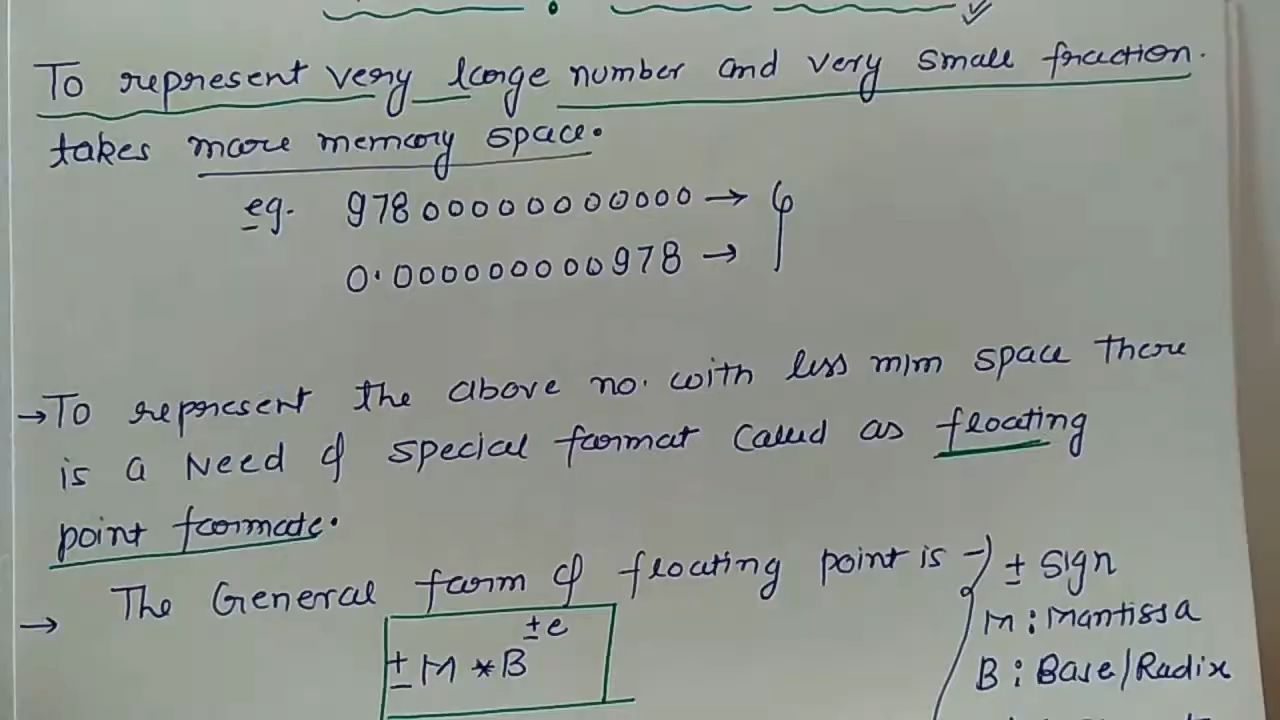 To represent very large number and very small fraction.
takes more memory space.
eg. 97800000000000 →
0.000000000978 →
→ To represent the above no. with less m/m space there
is a Need of special format called as floating
point formate.
→ The General form of floating point is → ± sign
M : Mantissa
± M * B ±e
B : Base/Radix